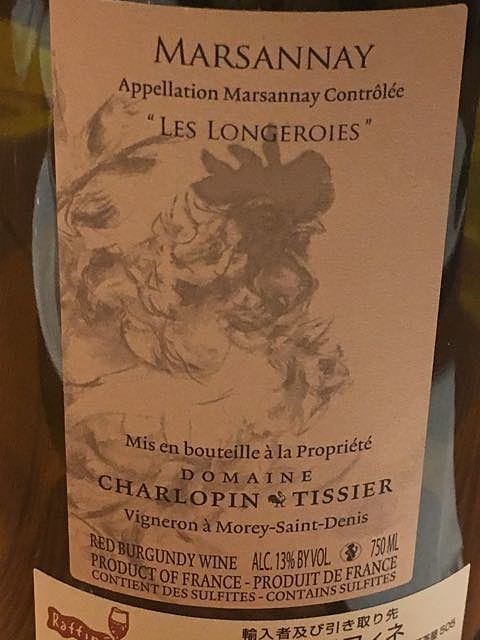 MARSANNAY
Appellation Marsannay Contrôlée
"LES LONGEROIES"
Mis en bouteille à la Propriété
DOMAINE
CHARLOPIN TISSIER
Vigneron à Morey-Saint-Denis
RED BURGUNDY WINE ALC. 13% BY VOL. 750 ML
PRODUCT OF FRANCE - PRODUIT DE FRANCE
CONTIENT DES SULFITES - CONTAINS SULFITES
輸入者及び引き取り先